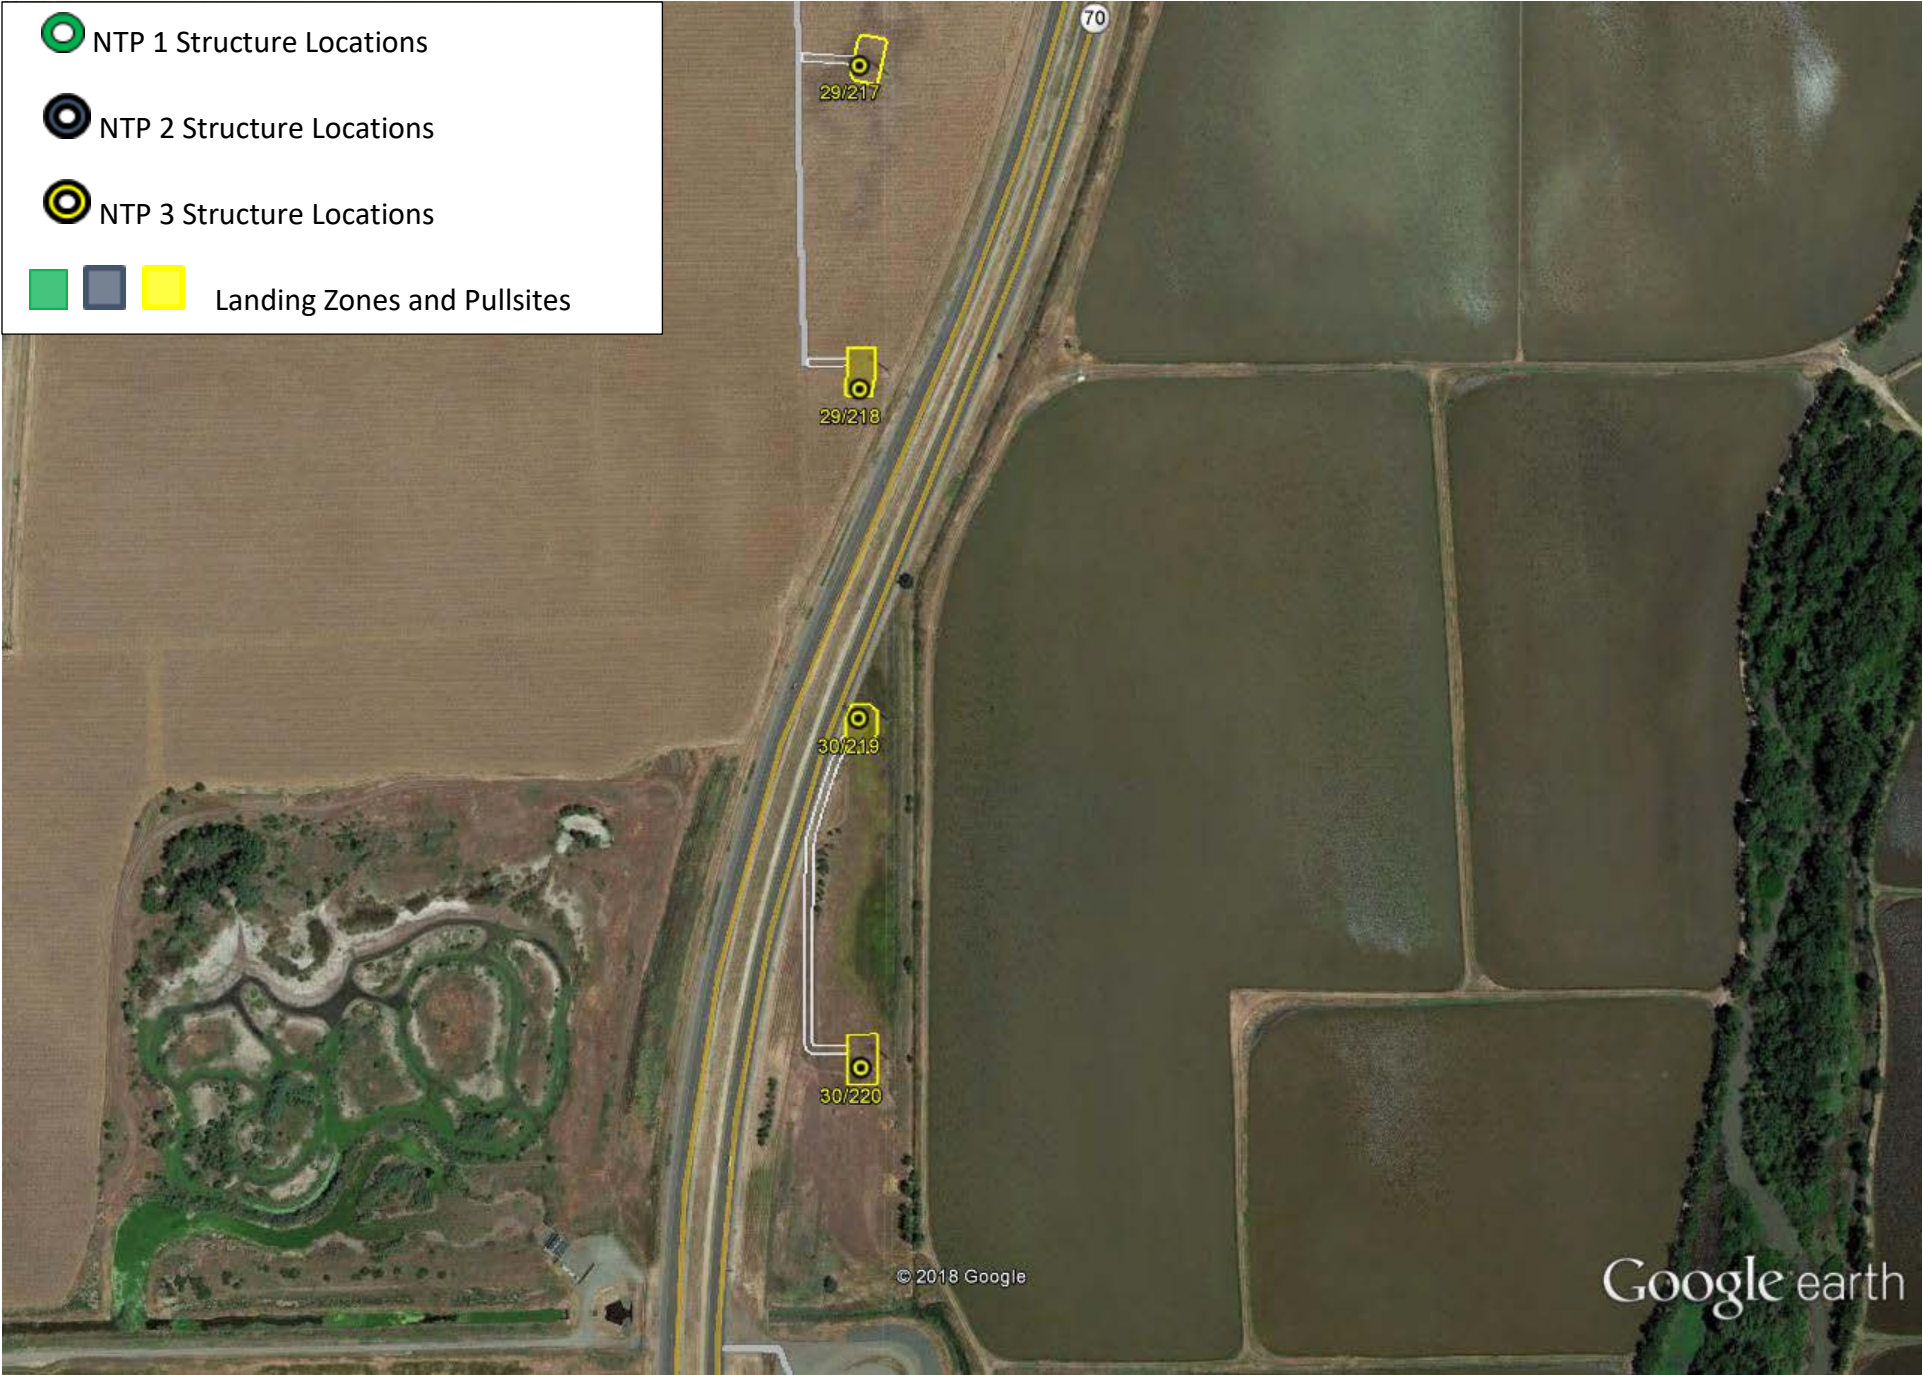 NTP 1 Structure Locations
NTP 2 Structure Locations
NTP 3 Structure Locations
Landing Zones and Pullsites
70
29/217
29/218
30/219
30/220
© 2018 Google
Google earth